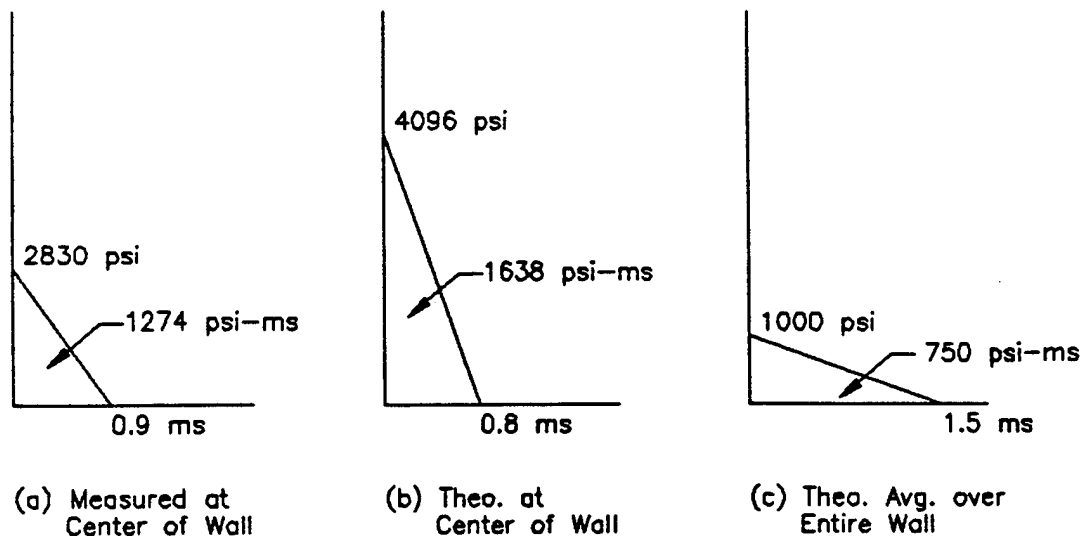 2830 psi
1274 psi-ms
0.9 ms
(a) Measured at
Center of Wall
4096 psi
1638 psi-ms
0.8 ms
(b) Theo. at
Center of Wall
1000 psi
750 psi-ms
1.5 ms
(c) Theo. Avg. over
Entire Wall